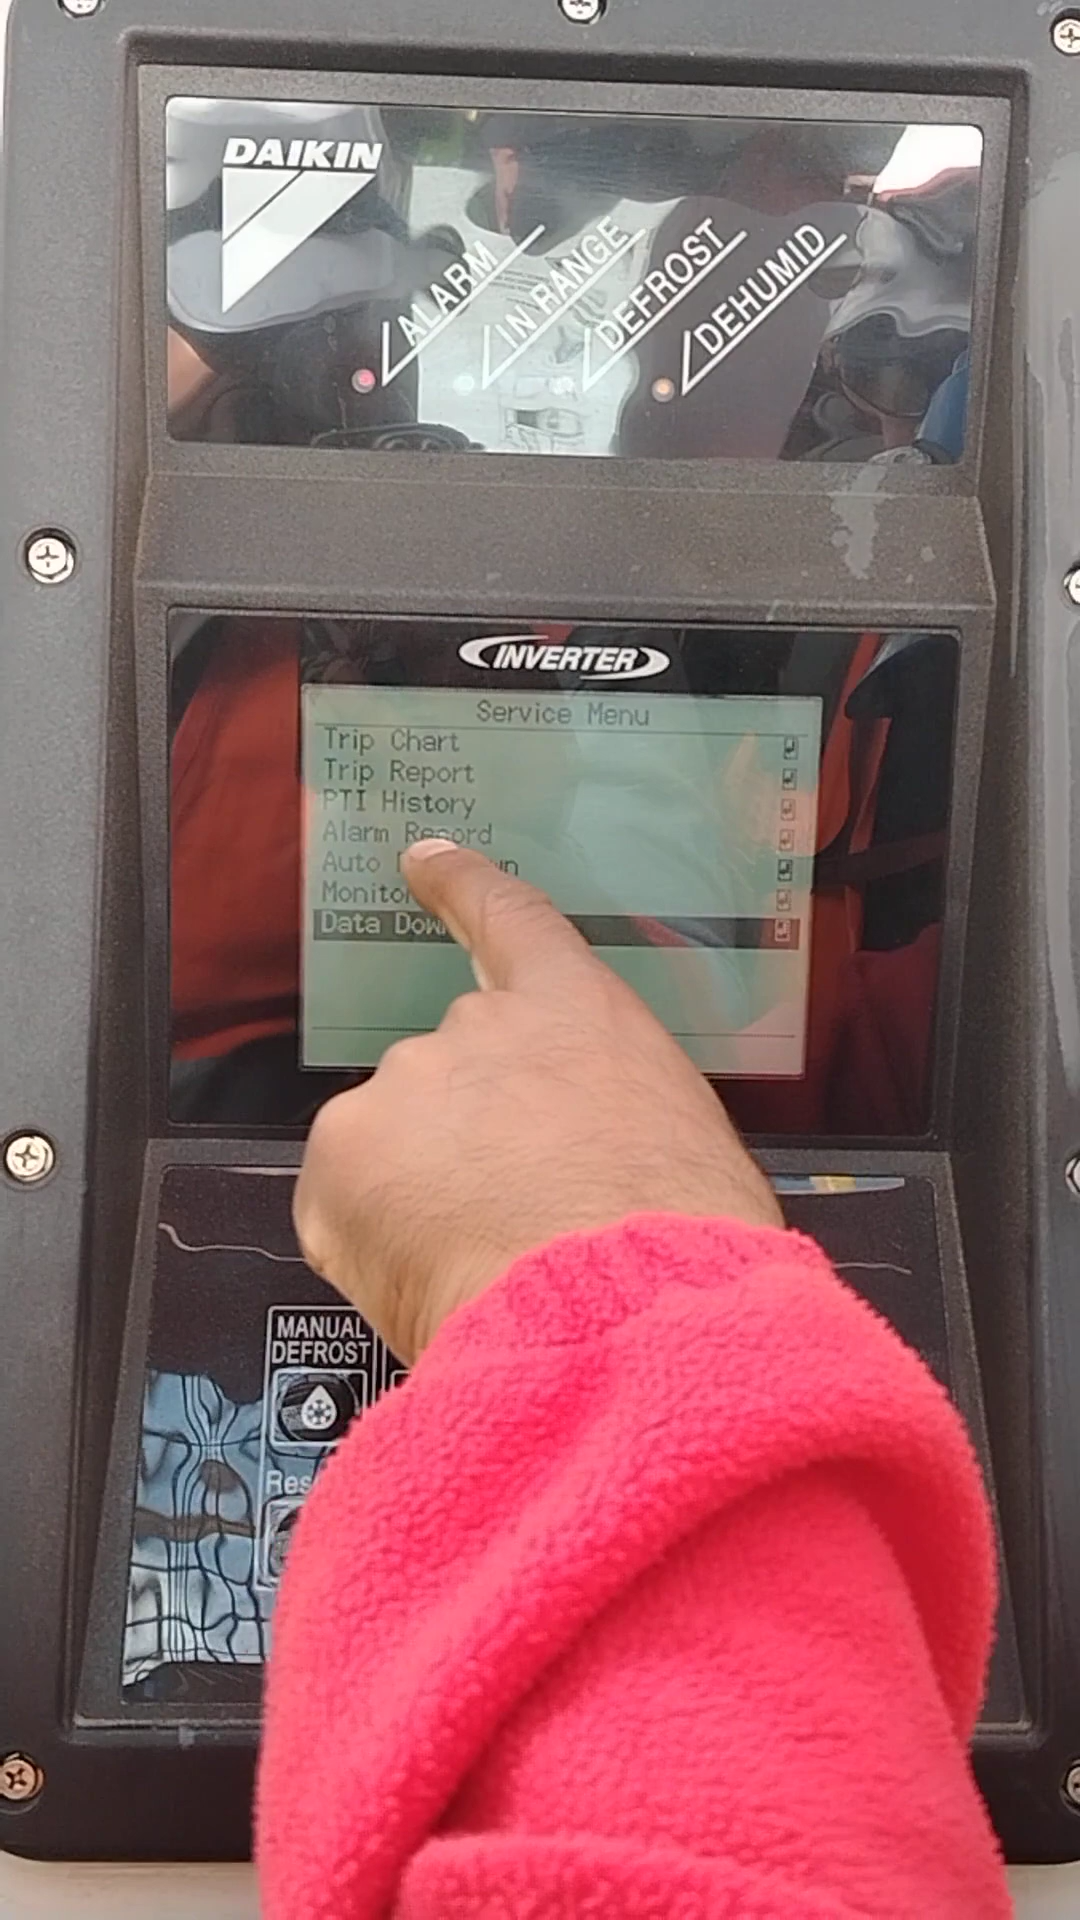 DAIKIN
ALARM
IN RANGE
DEFROST
DEHUMID
INVERTER
Service Menu
Trip Chart
Trip Report
PTI History
Alarm Record
Auto
Monitor
Data
MANUAL
DEFROST